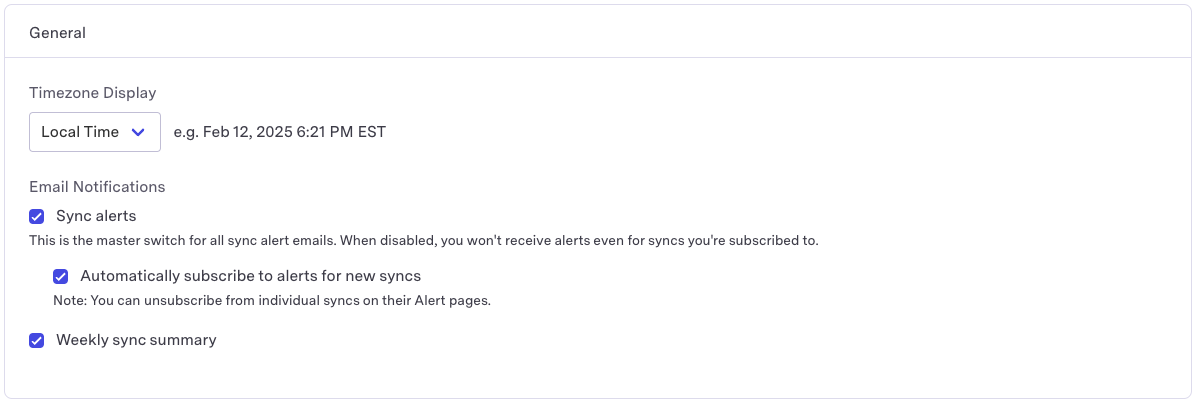 General
Timezone Display
Local Time e.g. Feb 12, 2025 6:21 PM EST
Email Notifications
Sync alerts
This is the master switch for all sync alert emails. When disabled, you won't receive alerts even for syncs you're subscribed to.
Automatically subscribe to alerts for new syncs
Note: You can unsubscribe from individual syncs on their Alert pages.
Weekly sync summary